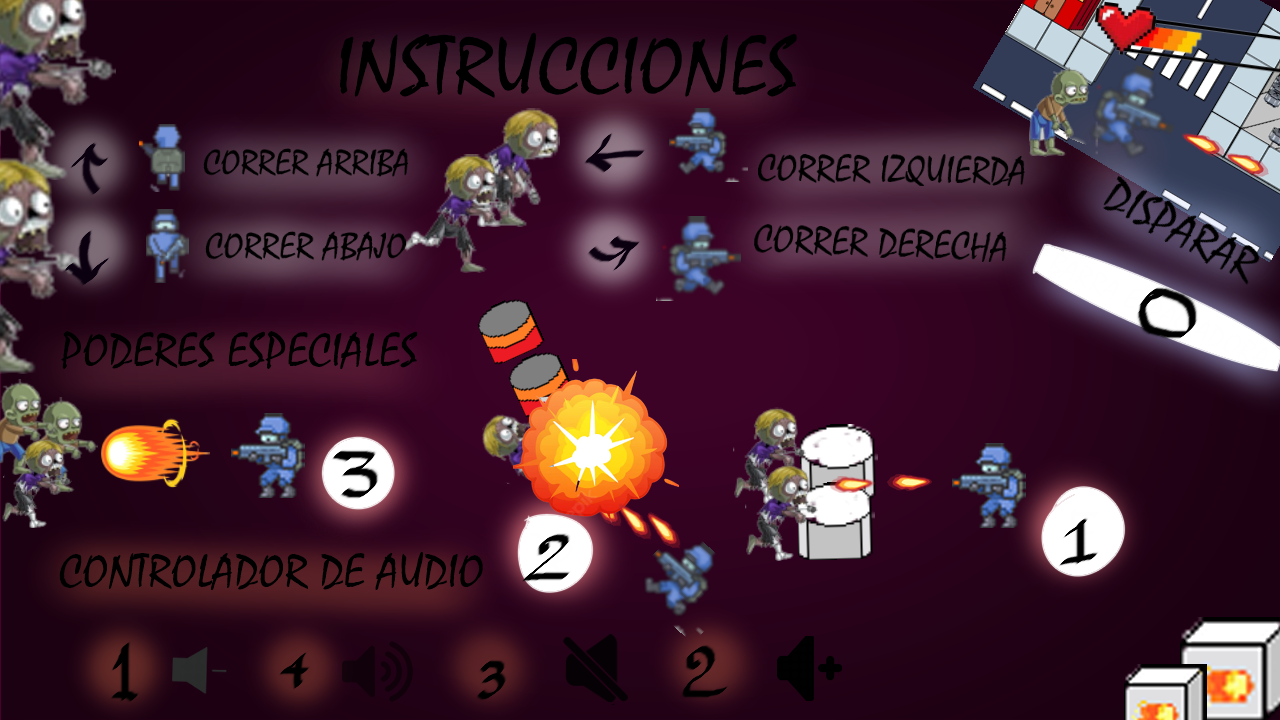 INSTRUCCIONES
CORRER ARRIBA
CORRER IZQUIERDA
CORRER ABAJO
CORRER DERECHA
DISPARAR
O
PODERES ESPECIALES
3
2
1
CONTROLADOR DE AUDIO
1 4 3 2